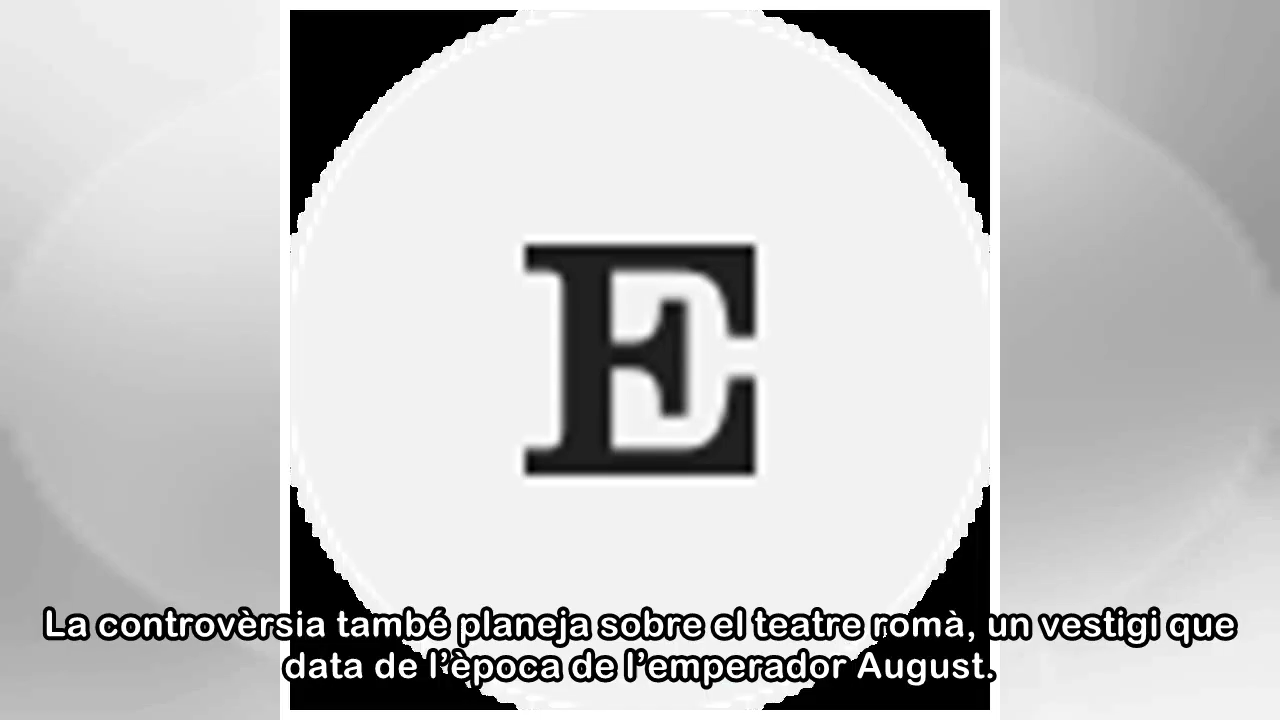 E
La controvèrsia també planeja sobre el teatre romà, un vestigi que
data de l’època de l’emperador August.